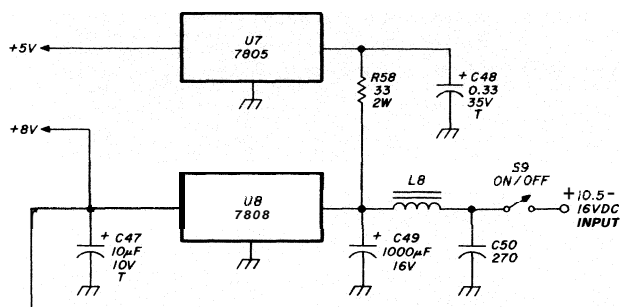 +5V
U7
7805
R58
33
2W
+ C48
0.33
35V
T
+8V
U8
7808
L8
S9
ON/OFF
+ 10.5-
16VDC
INPUT
+ C47
10μF
10V
T
+ C49
1000μF
16V
C50
270